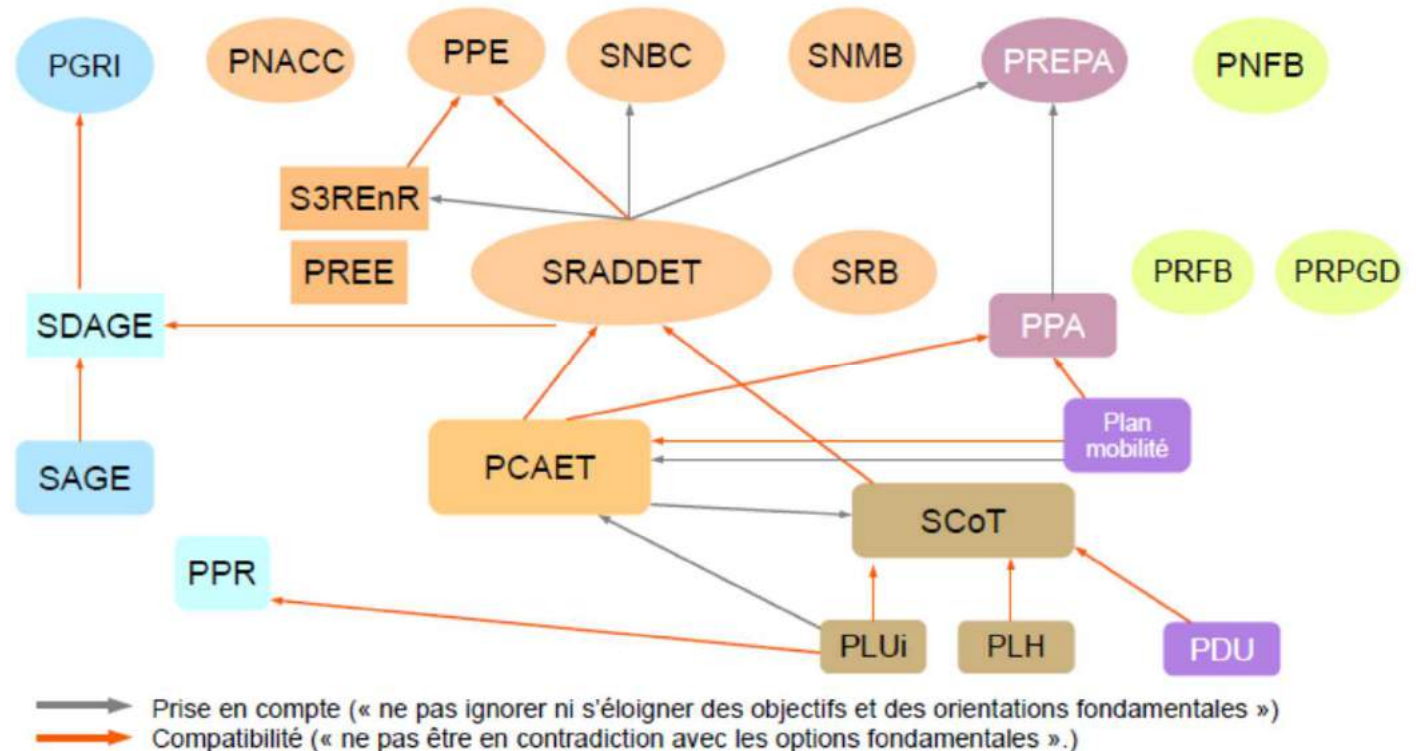 PGRI
PNACC
PPE
SNBC
SNMB
PREPA
PNFB
S3REnR
PREE
SRADDET
SRB
PRFB
PRPGD
SDAGE
PPA
SAGE
PCAET
Plan
mobilité
SCoT
PPR
PLUi
PLH
PDU
Prise en compte (« ne pas ignorer ni s’éloigner des objectifs et des orientations fondamentales »)
Compatibilité (« ne pas être en contradiction avec les options fondamentales ».)